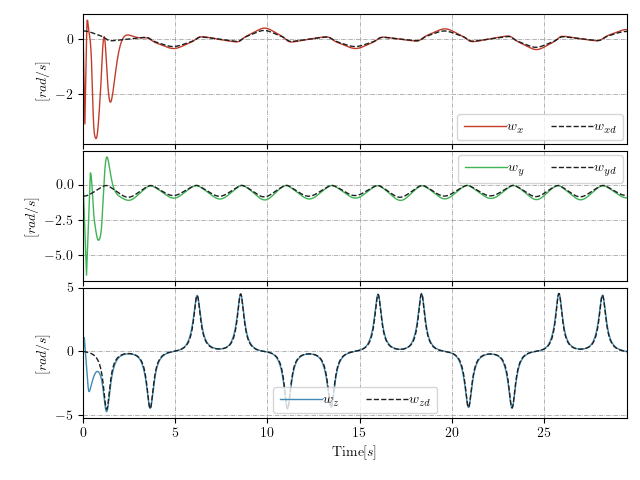 0
−2
[rad/s]
w_x w_xd
0.0
−2.5
−5.0
[rad/s]
w_y w_yd
5
0
−5
[rad/s]
w_z w_zd
0 5 10 15 20 25
Time[s]